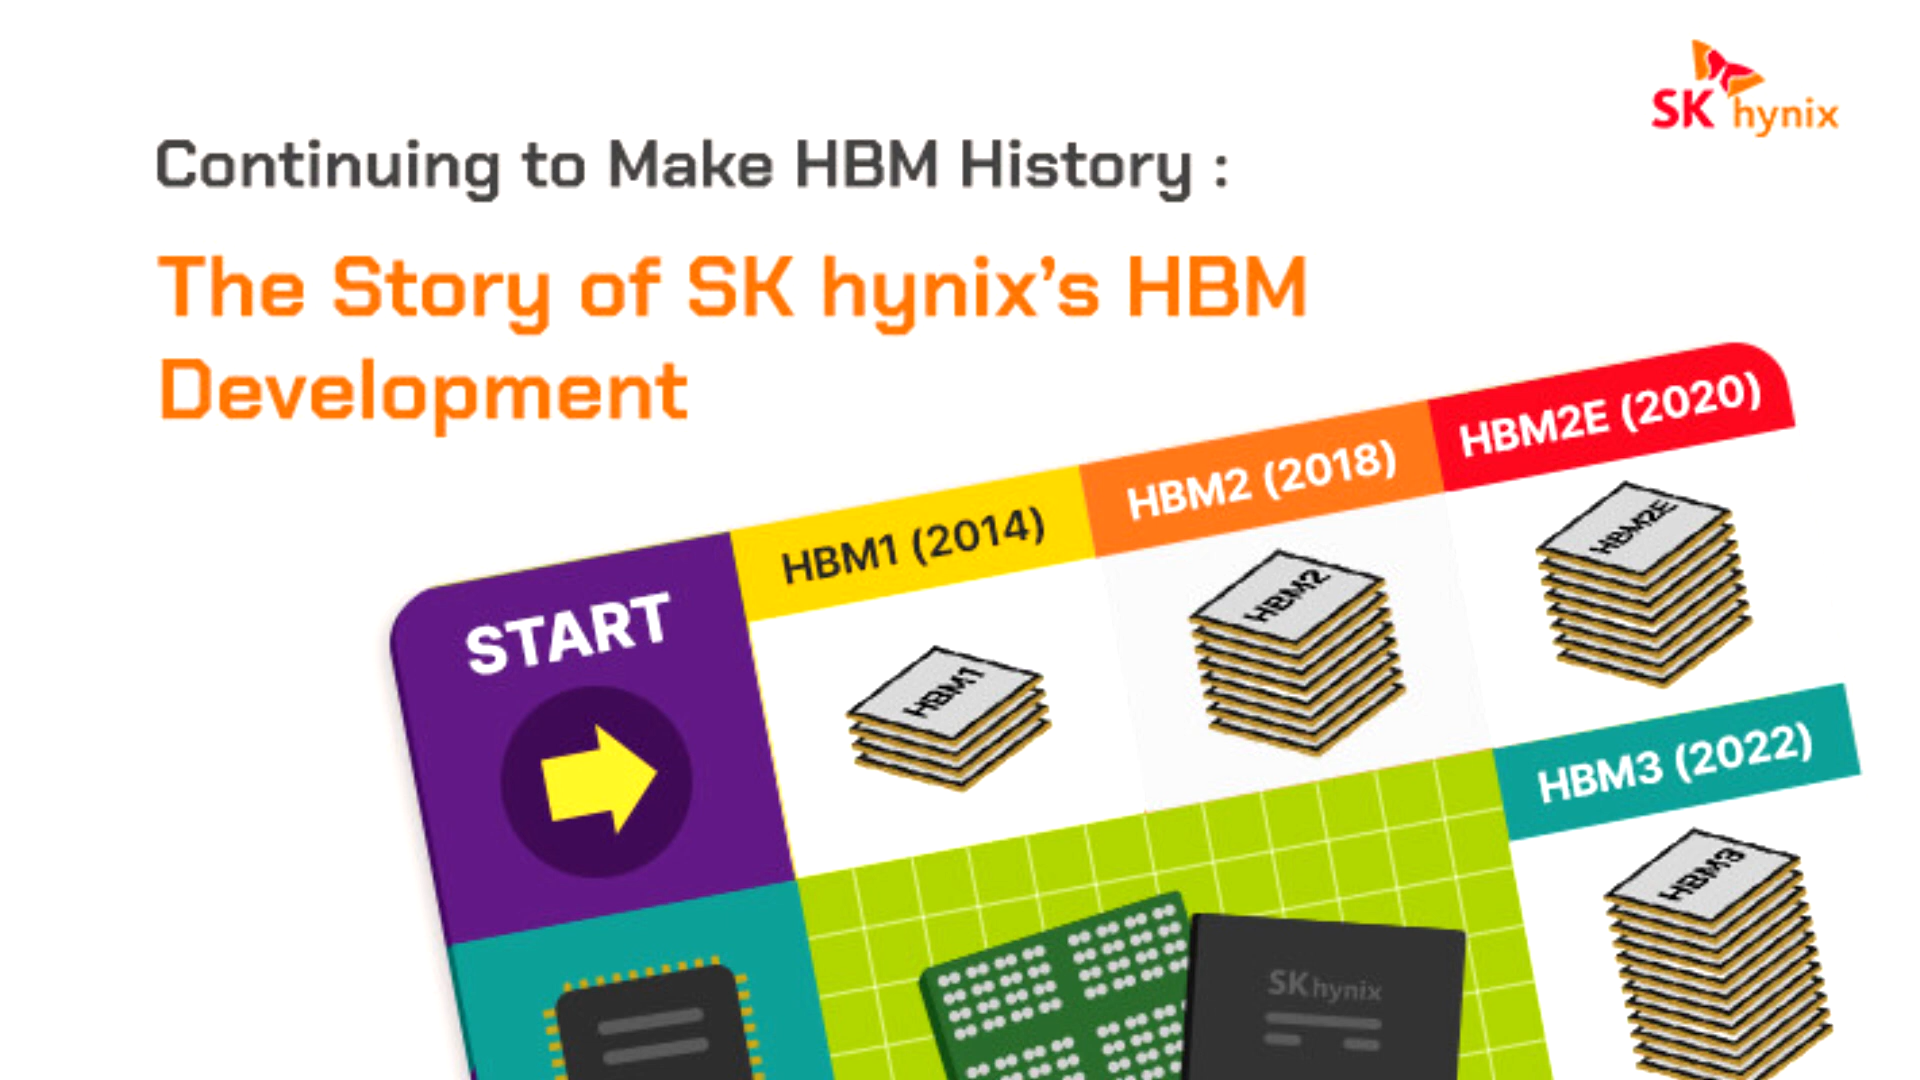 SK hynix
Continuing to Make HBM History :
The Story of SK hynix’s HBM
Development
START
HBM1 (2014)
HBM2 (2018)
HBM2E (2020)
HBM1
HBM2
HBM2E
HBM3 (2022)
HBM3
SK hynix